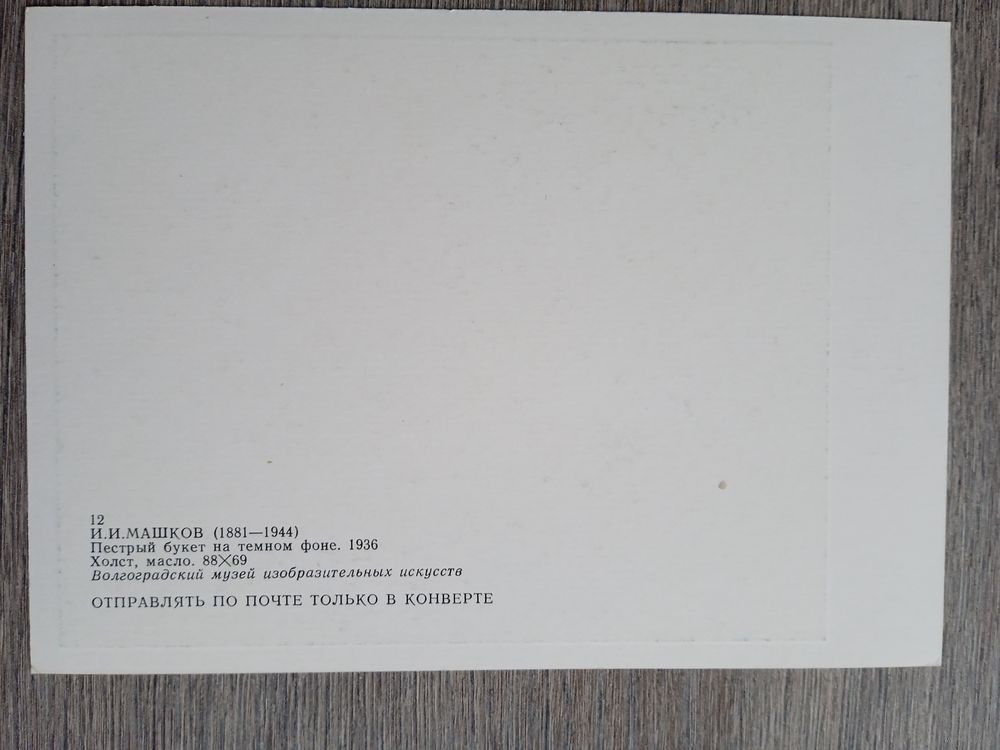 12
И.И.МАШКОВ (1881—1944)
Пестрый букет на темном фоне. 1936
Холст, масло. 88×69
Волгоградский музей изобразительных искусств
ОТПРАВЛЯТЬ ПО ПОЧТЕ ТОЛЬКО В КОНВЕРТЕ